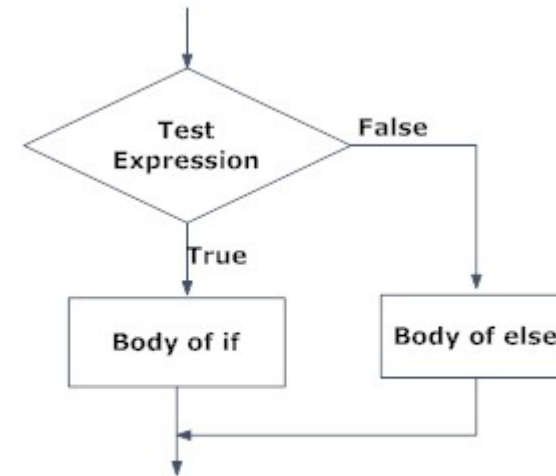 Test
Expression
False
True
Body of if
Body of else